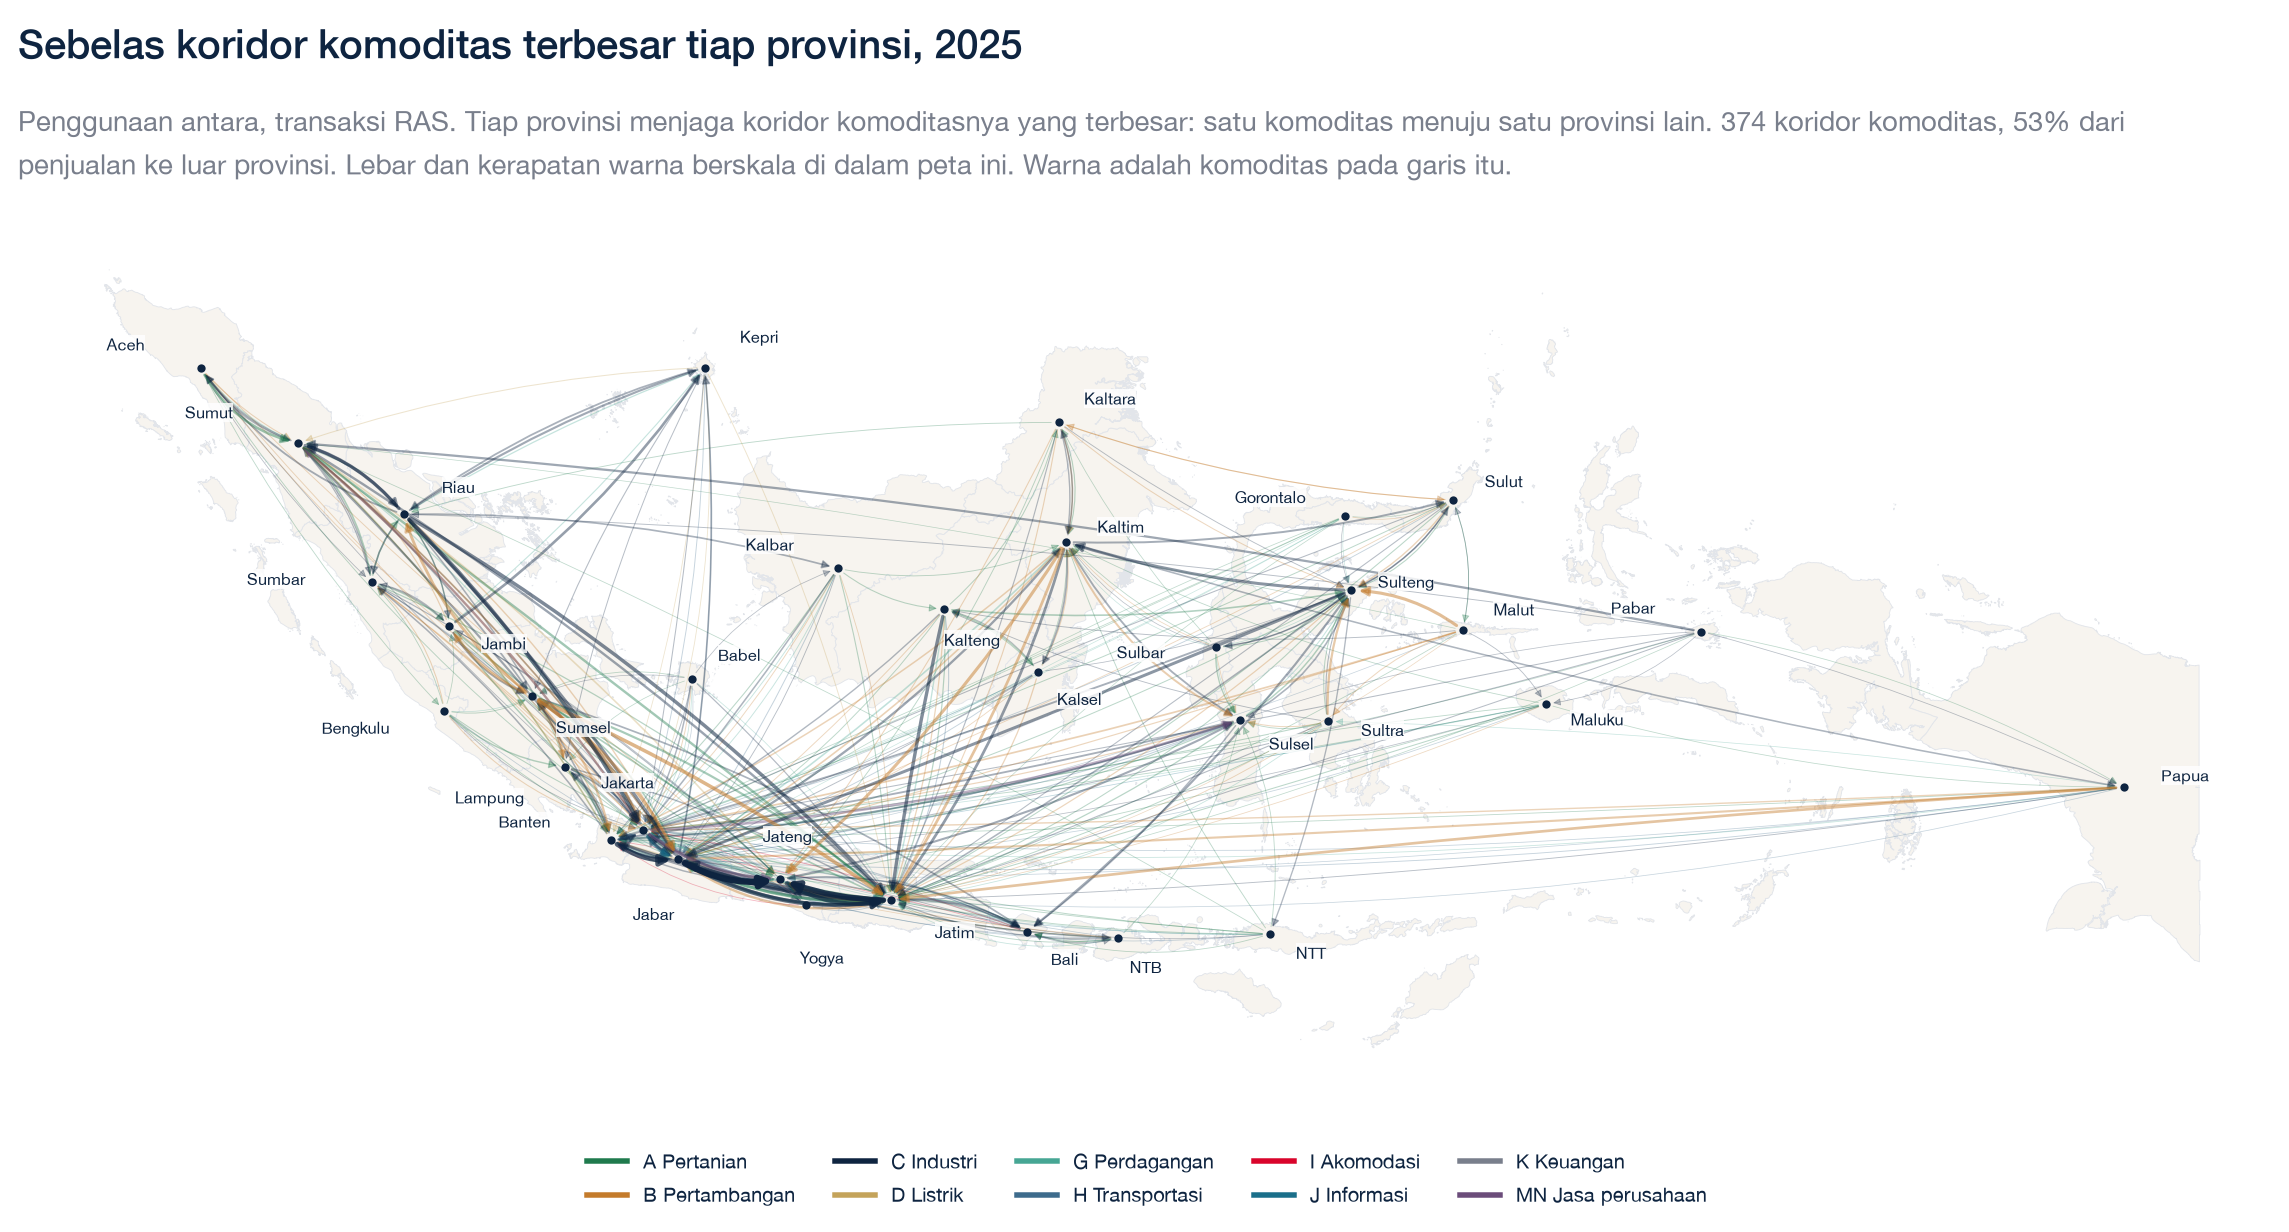 Sebelas koridor komoditas terbesar tiap provinsi, 2025
Penggunaan antara, transaksi RAS. Tiap provinsi menjaga koridor komoditasnya yang terbesar: satu komoditas menuju satu provinsi lain. 374 koridor komoditas, 53% dari
penjualan ke luar provinsi. Lebar dan kerapatan warna berskala di dalam peta ini. Warna adalah komoditas pada garis itu.
Kepri
Aceh
Kaltara
Sumut
Sulut
Riau
Gorontalo
Kaltim
Kalbar
Sumbar
Sulteng
Malut
Pabar
Kalteng
Jambi
Babel
Sulbar
Kalsel
Maluku
Bengkulu
Sumsel
Sultra
Sulsel
Papua
Jakarta
Lampung
Banten
Jateng
Jabar
Jatim
NTT
Yogya
Bali
NTB
A Pertanian
C Industri
G Perdagangan
I Akomodasi
K Keuangan
B Pertambangan
D Listrik
H Transportasi
J Informasi
MN Jasa perusahaan